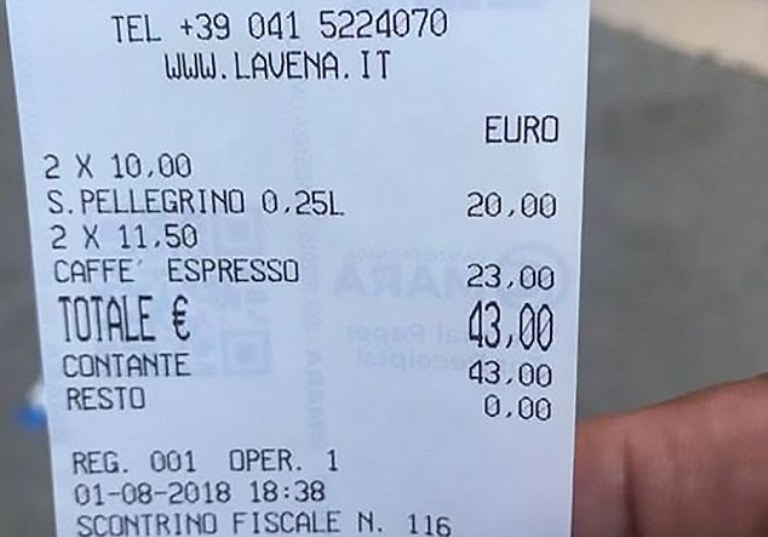 TEL +39 041 5224070
WWW.LAVENA.IT
EURO
2 X 10,00
S.PELLEGRINO 0,25L 20,00
2 X 11,50
CAFFE' ESPRESSO 23,00
TOTALE € 43,00
CONTANTE 43,00
RESTO 0,00
REG. 001 OPER. 1
01-08-2018 18:38
SCONTRINO FISCALE N. 116